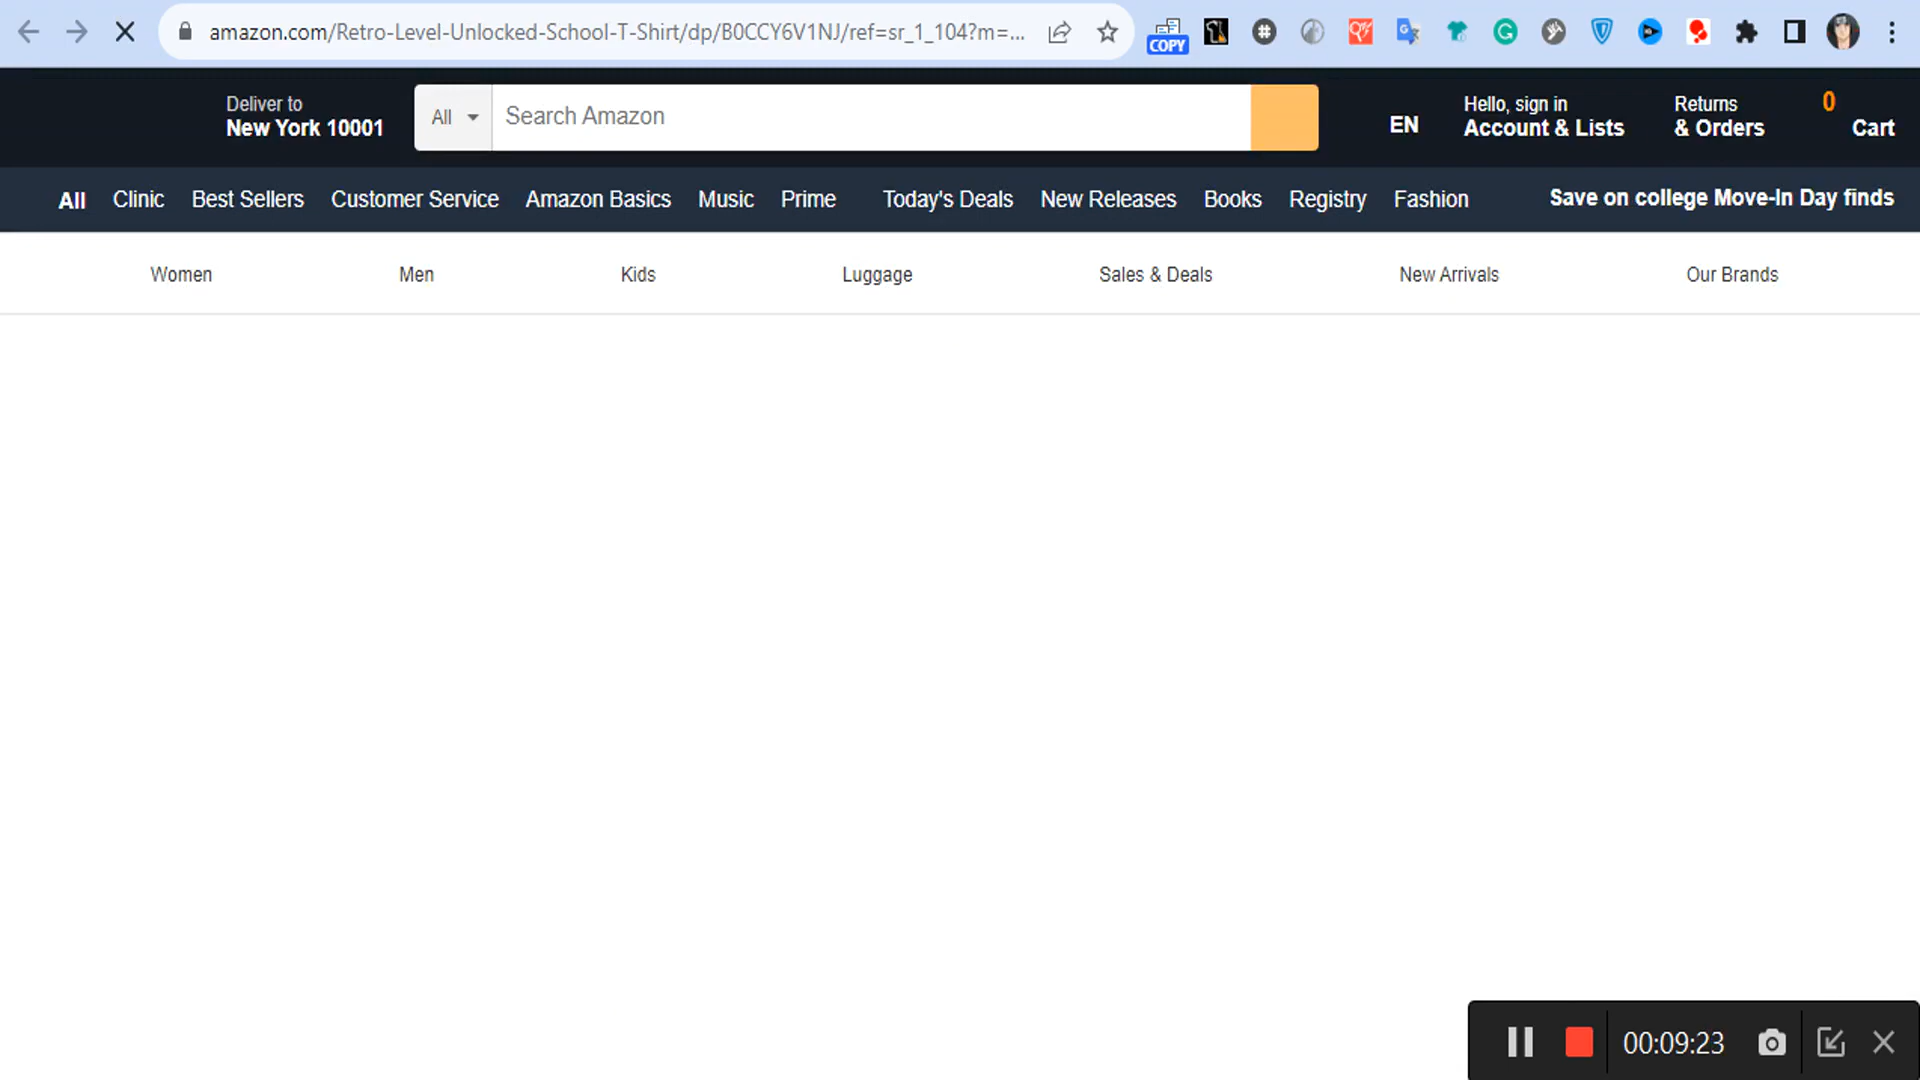 amazon.com/Retro-Level-Unlocked-School-T-Shirt/dp/B0CCY6V1NJ/ref=sr_1_104?m=...
COPY
Deliver to
New York 10001
All
Search Amazon
EN
Hello, sign in
Account & Lists
Returns
& Orders
0
Cart
All Clinic Best Sellers Customer Service Amazon Basics Music Prime Today's Deals New Releases Books Registry Fashion Save on college Move-In Day finds
Women Men Kids Luggage Sales & Deals New Arrivals Our Brands
00:09:23